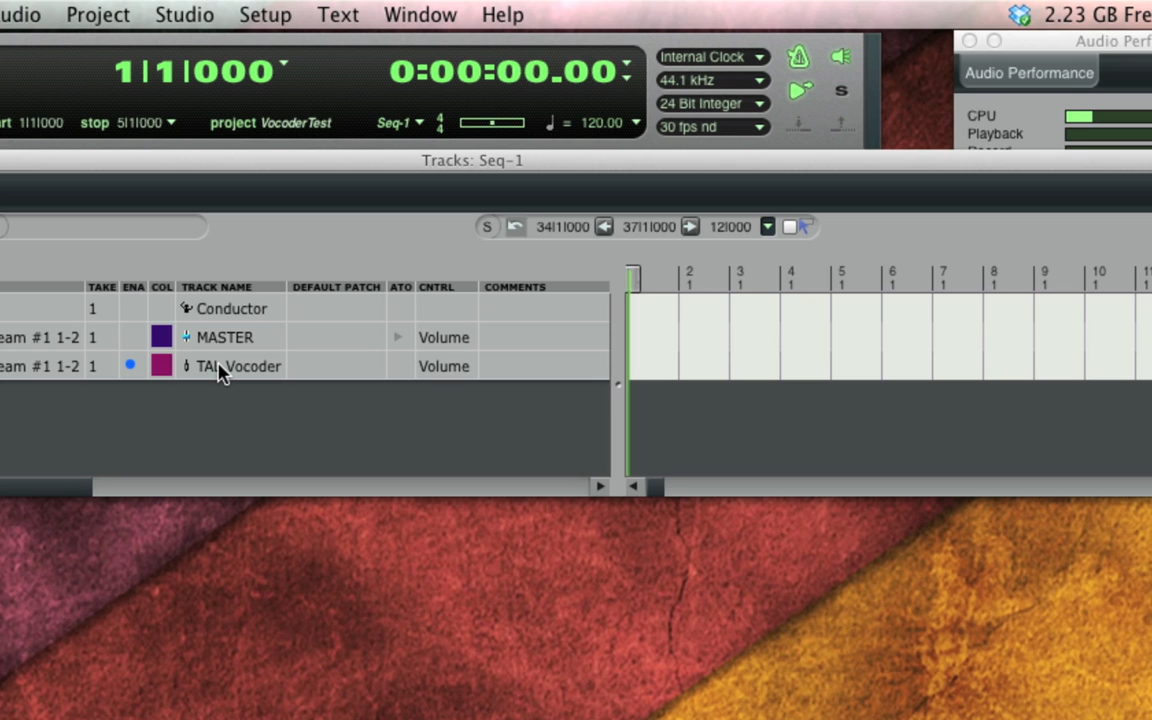 udio Project Studio Setup Text Window Help 2.23 GB Fre
Audio Perf
1|1|000 0:00:00.00 Internal Clock
Audio Performance
44.1 kHz
S
24 Bit Integer
rt 1|1|000 stop 5|1|000 project VocoderTest Seq-1 4 4 = 120.00 30 fps nd
CPU
Playback
Tracks: Seq-1
S 34|1|000 37|1|000 12|000
2 3 4 5 6 7 8 9 10 11
1 1 1 1 1 1 1 1 1 1
TAKE ENA COL TRACK NAME DEFAULT PATCH ATO CNTRL COMMENTS
1 Conductor
eam #1 1-2 1 MASTER Volume
eam #1 1-2 1 TAL Vocoder Volume